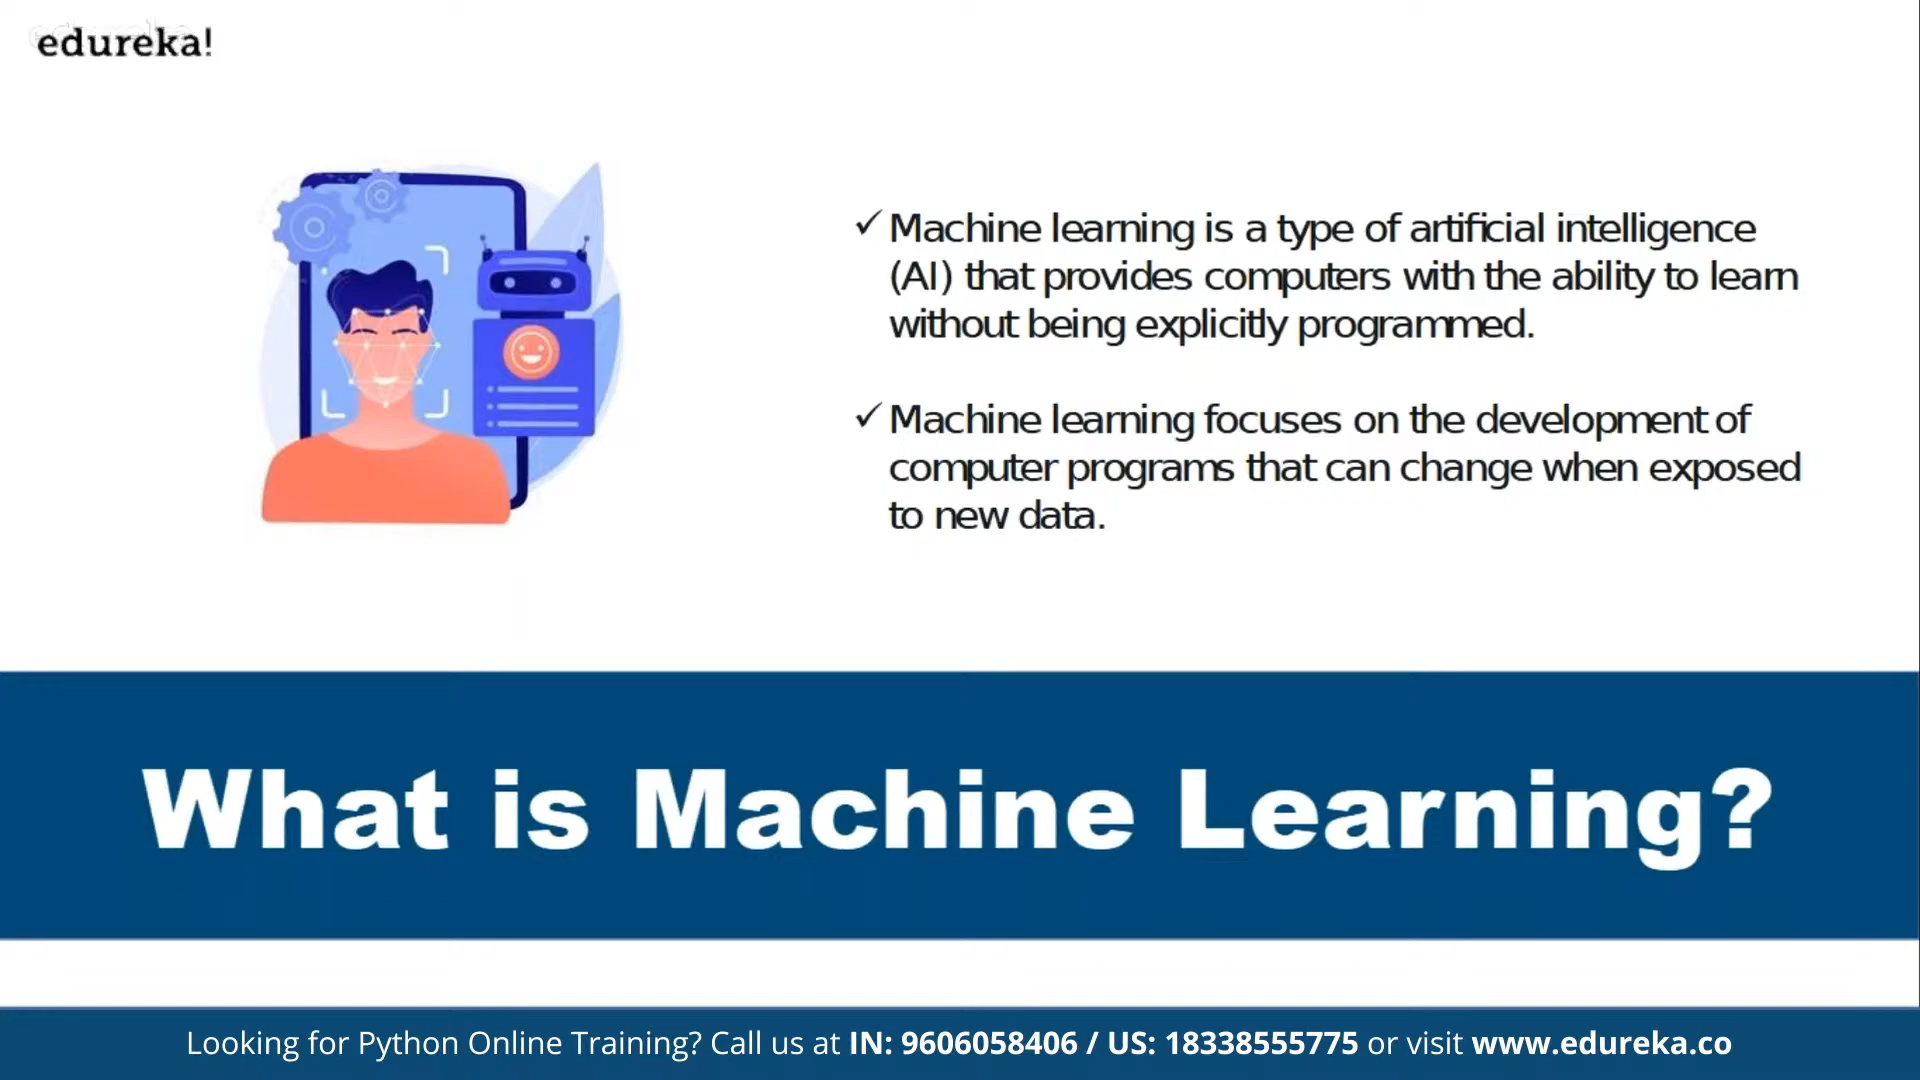 edureka!
✓ Machine learning is a type of artificial intelligence
(AI) that provides computers with the ability to learn
without being explicitly programmed.
✓ Machine learning focuses on the development of
computer programs that can change when exposed
to new data.
What is Machine Learning?
Looking for Python Online Training? Call us at IN: 9606058406 / US: 18338555775 or visit www.edureka.co